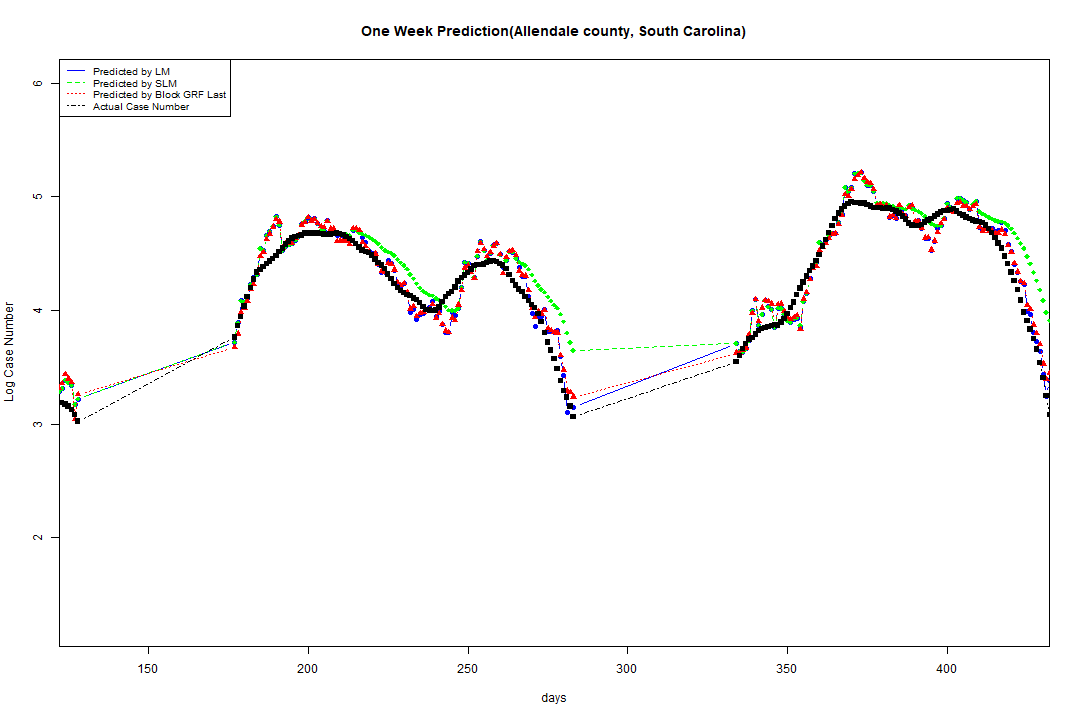 One Week Prediction(Allendale county, South Carolina)
Predicted by LM
Predicted by SLM
Predicted by Block GRF Last
Actual Case Number
6
5
4
3
2
Log Case Number
150 200 250 300 350 400
days